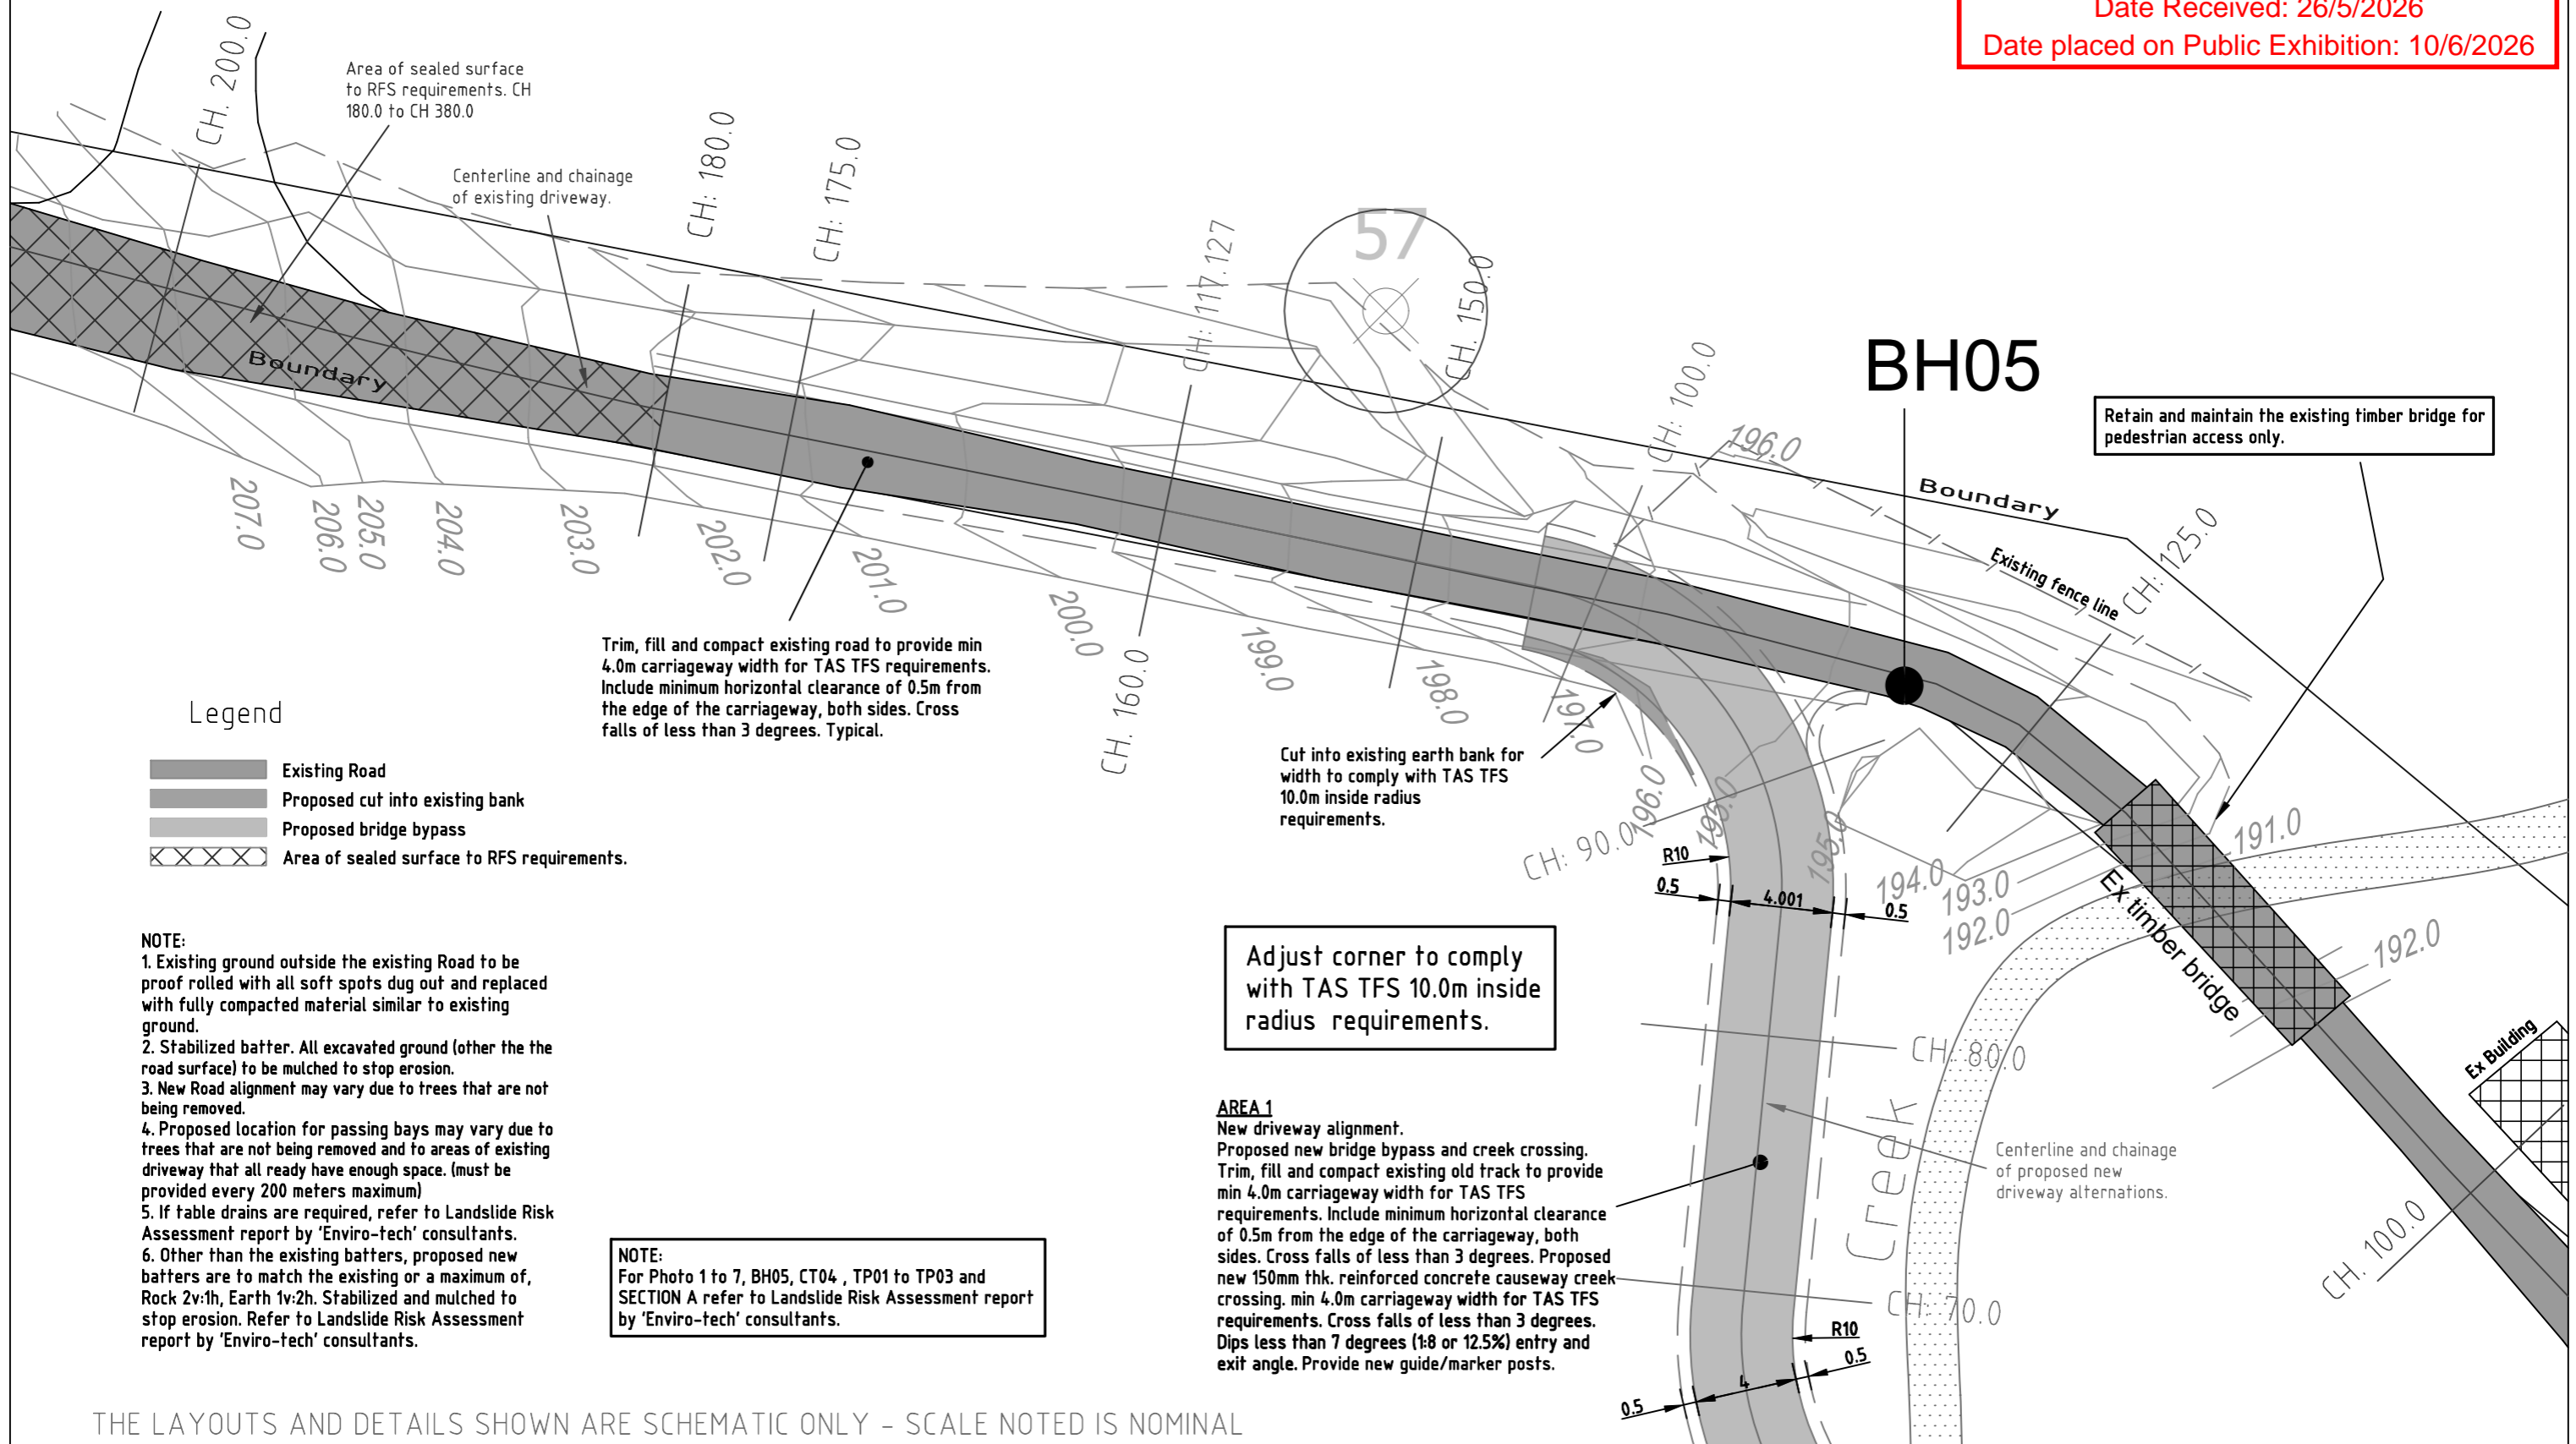 Date Received: 26/5/2026
Date placed on Public Exhibition: 10/6/2026
CH. 200.0
Area of sealed surface
to RFS requirements. CH
180.0 to CH 380.0
Centerline and chainage
of existing driveway.
CH: 180.0
CH: 175.0
CH: 117.127
57
CH. 150.0
CH: 100.0
196.0
BH05
Retain and maintain the existing timber bridge for
pedestrian access only.
Boundary
Boundary
Existing fence line
CH: 125.0
207.0
206.0
205.0
204.0
203.0
202.0
201.0
200.0
199.0
198.0
197.0
196.0
195.0
195.0
194.0
193.0
192.0
191.0
192.0
CH. 160.0
Trim, fill and compact existing road to provide min
4.0m carriageway width for TAS TFS requirements.
Include minimum horizontal clearance of 0.5m from
the edge of the carriageway, both sides. Cross
falls of less than 3 degrees. Typical.
Legend
Existing Road
Proposed cut into existing bank
Proposed bridge bypass
Area of sealed surface to RFS requirements.
Cut into existing earth bank for
width to comply with TAS TFS
10.0m inside radius
requirements.
CH: 90.0
R10
0.5
4.001
0.5
Ex timber bridge
Ex Building
Adjust corner to comply
with TAS TFS 10.0m inside
radius requirements.
NOTE:
1. Existing ground outside the existing Road to be
proof rolled with all soft spots dug out and replaced
with fully compacted material similar to existing
ground.
2. Stabilized batter. All excavated ground (other the the
road surface) to be mulched to stop erosion.
3. New Road alignment may vary due to trees that are not
being removed.
4. Proposed location for passing bays may vary due to
trees that are not being removed and to areas of existing
driveway that all ready have enough space. (must be
provided every 200 meters maximum)
5. If table drains are required, refer to Landslide Risk
Assessment report by 'Enviro-tech' consultants.
6. Other than the existing batters, proposed new
batters are to match the existing or a maximum of,
Rock 2v:1h, Earth 1v:2h. Stabilized and mulched to
stop erosion. Refer to Landslide Risk Assessment
report by 'Enviro-tech' consultants.
NOTE:
For Photo 1 to 7, BH05, CT04 , TP01 to TP03 and
SECTION A refer to Landslide Risk Assessment report
by 'Enviro-tech' consultants.
CH. 80.0
Creek
AREA 1
New driveway alignment.
Proposed new bridge bypass and creek crossing.
Trim, fill and compact existing old track to provide
min 4.0m carriageway width for TAS TFS
requirements. Include minimum horizontal clearance
of 0.5m from the edge of the carriageway, both
sides. Cross falls of less than 3 degrees. Proposed
new 150mm thk. reinforced concrete causeway creek
crossing. min 4.0m carriageway width for TAS TFS
requirements. Cross falls of less than 3 degrees.
Dips less than 7 degrees (1:8 or 12.5%) entry and
exit angle. Provide new guide/marker posts.
Centerline and chainage
of proposed new
driveway alternations.
CH. 100.0
CH: 70.0
R10
0.5
4
0.5
THE LAYOUTS AND DETAILS SHOWN ARE SCHEMATIC ONLY - SCALE NOTED IS NOMINAL